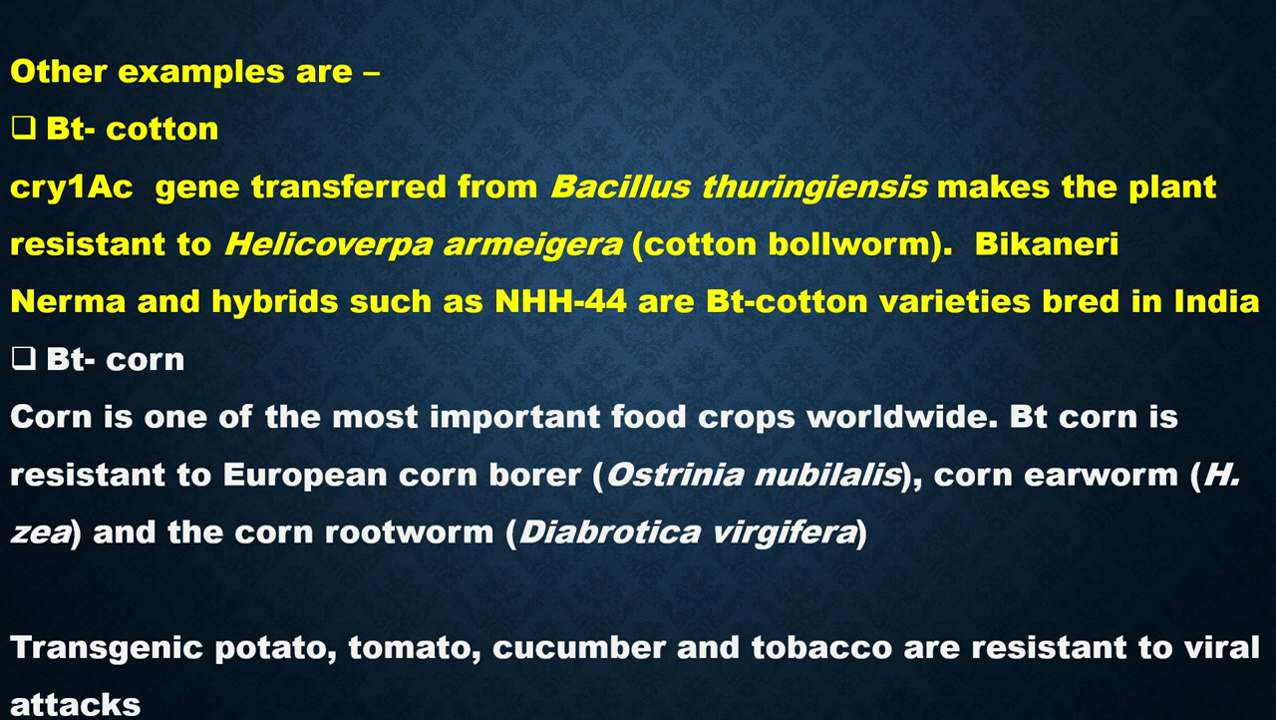 Other examples are –
❑ Bt- cotton
cry1Ac  gene transferred from Bacillus thuringiensis makes the plant
resistant to Helicoverpa armeigera (cotton bollworm).  Bikaneri
Nerma and hybrids such as NHH-44 are Bt-cotton varieties bred in India
❑ Bt- corn
Corn is one of the most important food crops worldwide. Bt corn is
resistant to European corn borer (Ostrinia nubilalis), corn earworm (H.
zea) and the corn rootworm (Diabrotica virgifera)
Transgenic potato, tomato, cucumber and tobacco are resistant to viral
attacks